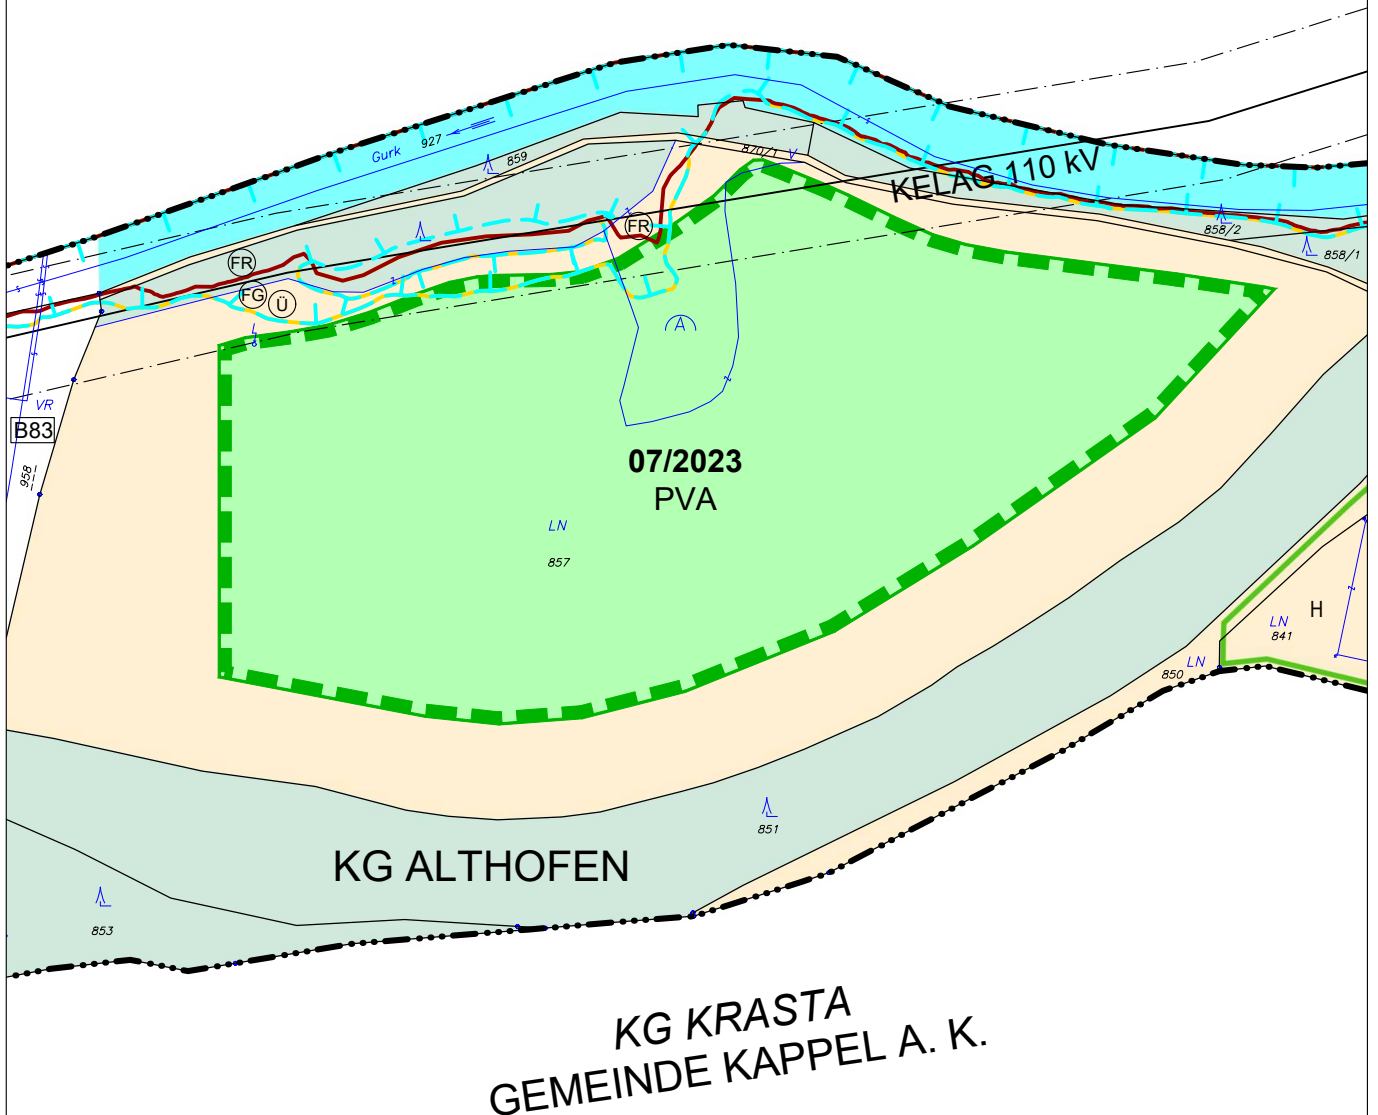 Gurk 927
859
870/1
V
KELAG 110 kV
858/2
858/1
FR
FR
FG
Ü
A
VR
B83
958
07/2023
PVA
LN
857
H
LN
841
LN
850
851
KG ALTHOFEN
853
KG KRASTA
GEMEINDE KAPPEL A. K.